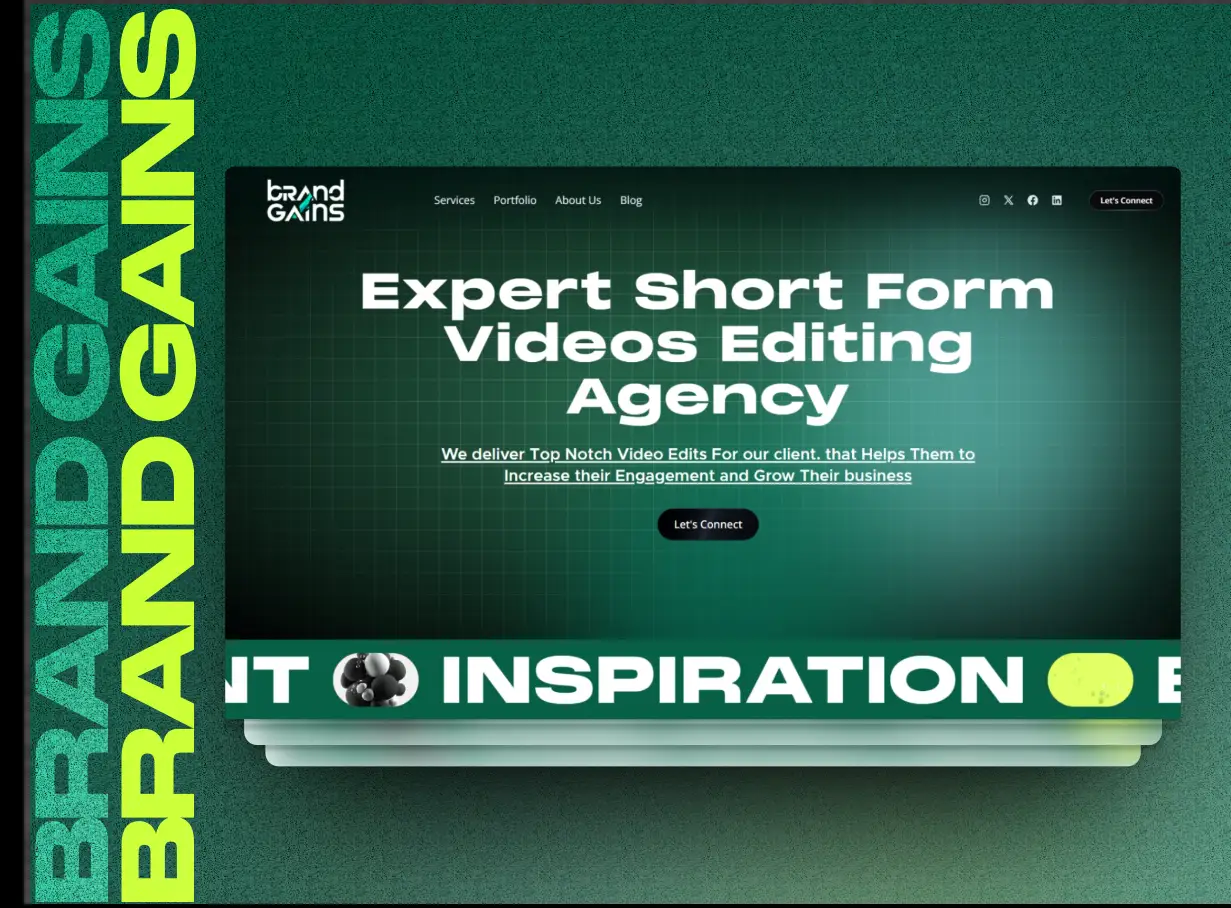 BRAND GAINS
BRAND GAINS
brand
GAINS
Services Portfolio About Us Blog
Let's Connect
Expert Short Form
Videos Editing
Agency
We deliver Top Notch Video Edits For our client. that Helps Them to
Increase their Engagement and Grow Their business
Let's Connect
NT INSPIRATION E